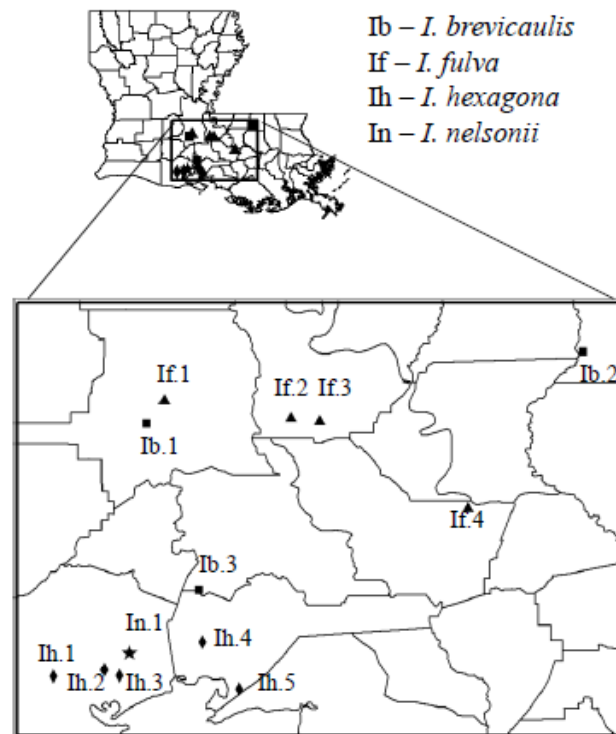 Ib – I. brevicaulis
If – I. fulva
Ih – I. hexagona
In – I. nelsonii
If.1
If.2
If.3
Ib.2
Ib.1
If.4
Ib.3
In.1
Ih.4
Ih.1
Ih.2
Ih.3
Ih.5